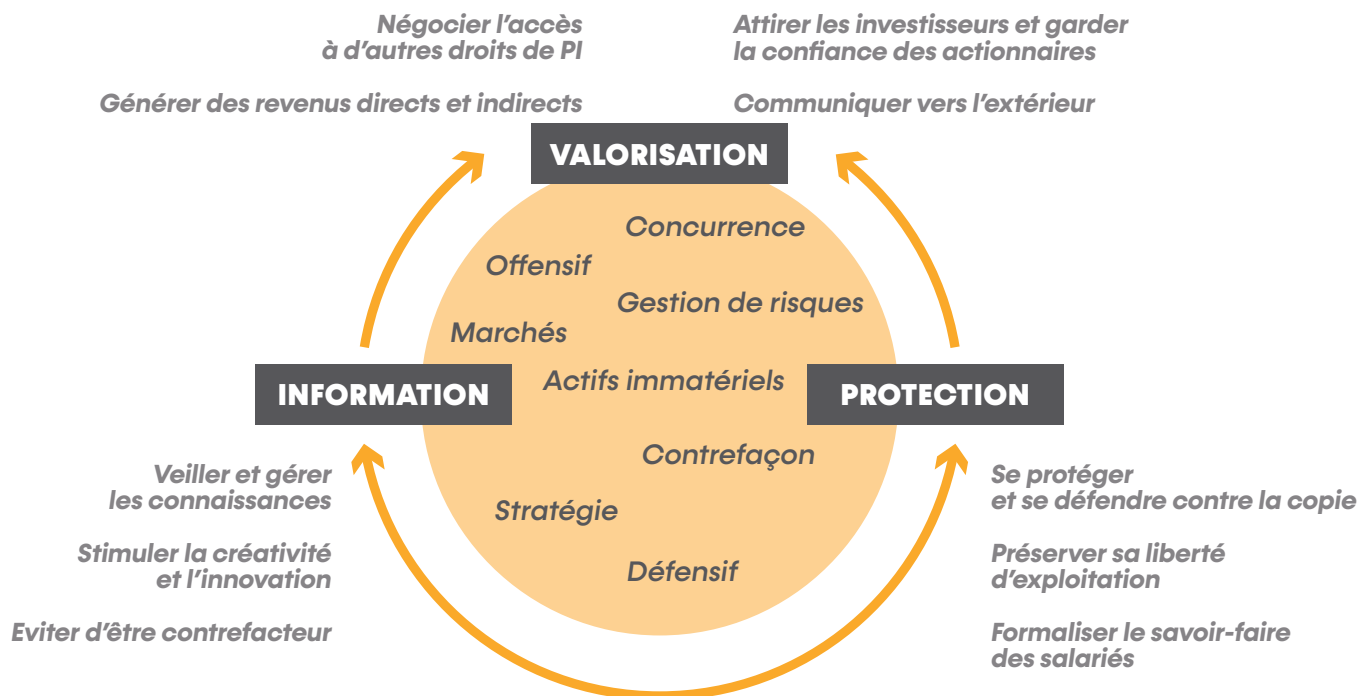 Négocier l’accès
à d’autres droits de PI
Générer des revenus directs et indirects
Attirer les investisseurs et garder
la confiance des actionnaires
Communiquer vers l’extérieur
VALORISATION
Concurrence
Offensif
Gestion de risques
Marchés
Actifs immatériels
INFORMATION
PROTECTION
Contrefaçon
Stratégie
Défensif
Veiller et gérer
les connaissances
Stimuler la créativité
et l’innovation
Eviter d’être contrefacteur
Se protéger
et se défendre contre la copie
Préserver sa liberté
d’exploitation
Formaliser le savoir-faire
des salariés